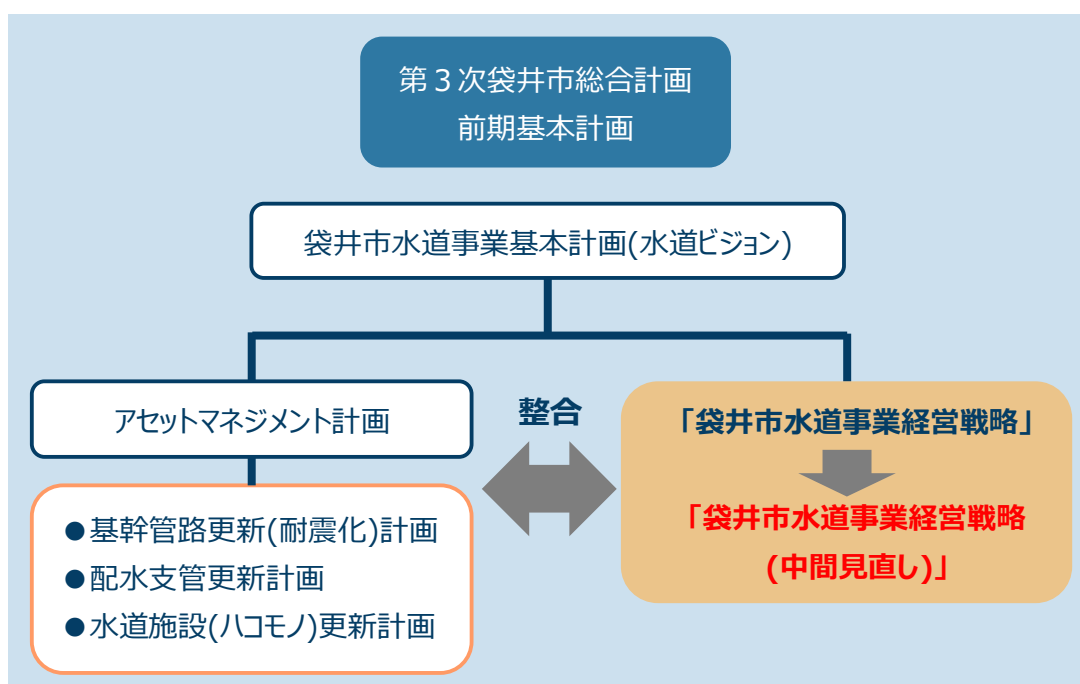 第３次袋井市総合計画
前期基本計画
袋井市水道事業基本計画(水道ビジョン)
アセットマネジメント計画
整合
「袋井市水道事業経営戦略」
「袋井市水道事業経営戦略
(中間見直し)」
●基幹管路更新(耐震化)計画
●配水支管更新計画
●水道施設(ハコモノ)更新計画